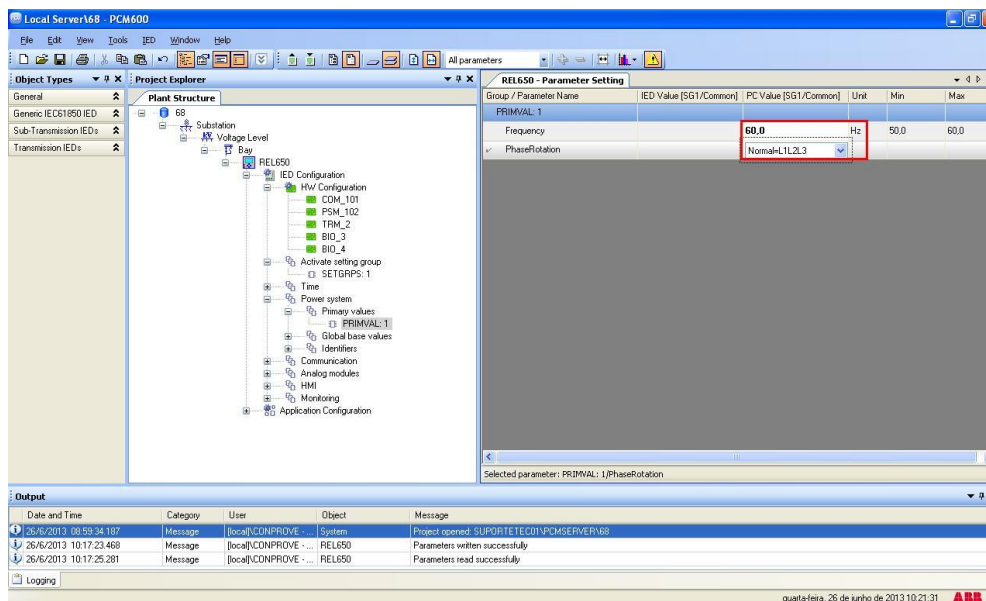 Local Server\68 - PCM600
File Edit View Tools IED Window Help
All parameters
Object Types
General
Generic IEC61850 IED
Sub-Transmission IEDs
Transmission IEDs
Project Explorer
Plant Structure
68
Substation
Voltage Level
Bay
REL650
IED Configuration
HW Configuration
COM_101
PSM_102
TRM_2
BIO_3
BIO_4
Activate setting group
SETGRPS: 1
Time
Power system
Primary values
PRIMVAL: 1
Global base values
Identifiers
Communication
Analog modules
HMI
Monitoring
Application Configuration
REL650 - Parameter Setting
Group / Parameter Name IED Value [SG1/Common] PC Value [SG1/Common] Unit Min Max
PRIMVAL: 1
Frequency 60,0 Hz 50,0 60,0
PhaseRotation Normal=L1L2L3
Selected parameter: PRIMVAL: 1/PhaseRotation
Output
Date and Time Category User Object Message
26/6/2013 08:59:34.187 Message [local]\CONPROVE - ... System Project opened: SUPORTETEC01\PCMSERVER\68
26/6/2013 10:17:23.468 Message [local]\CONPROVE - ... REL650 Parameters written successfully
26/6/2013 10:17:25.281 Message [local]\CONPROVE - ... REL650 Parameters read successfully
Logging
quarta-feira, 26 de junho de 2013 10:21:31 ABB